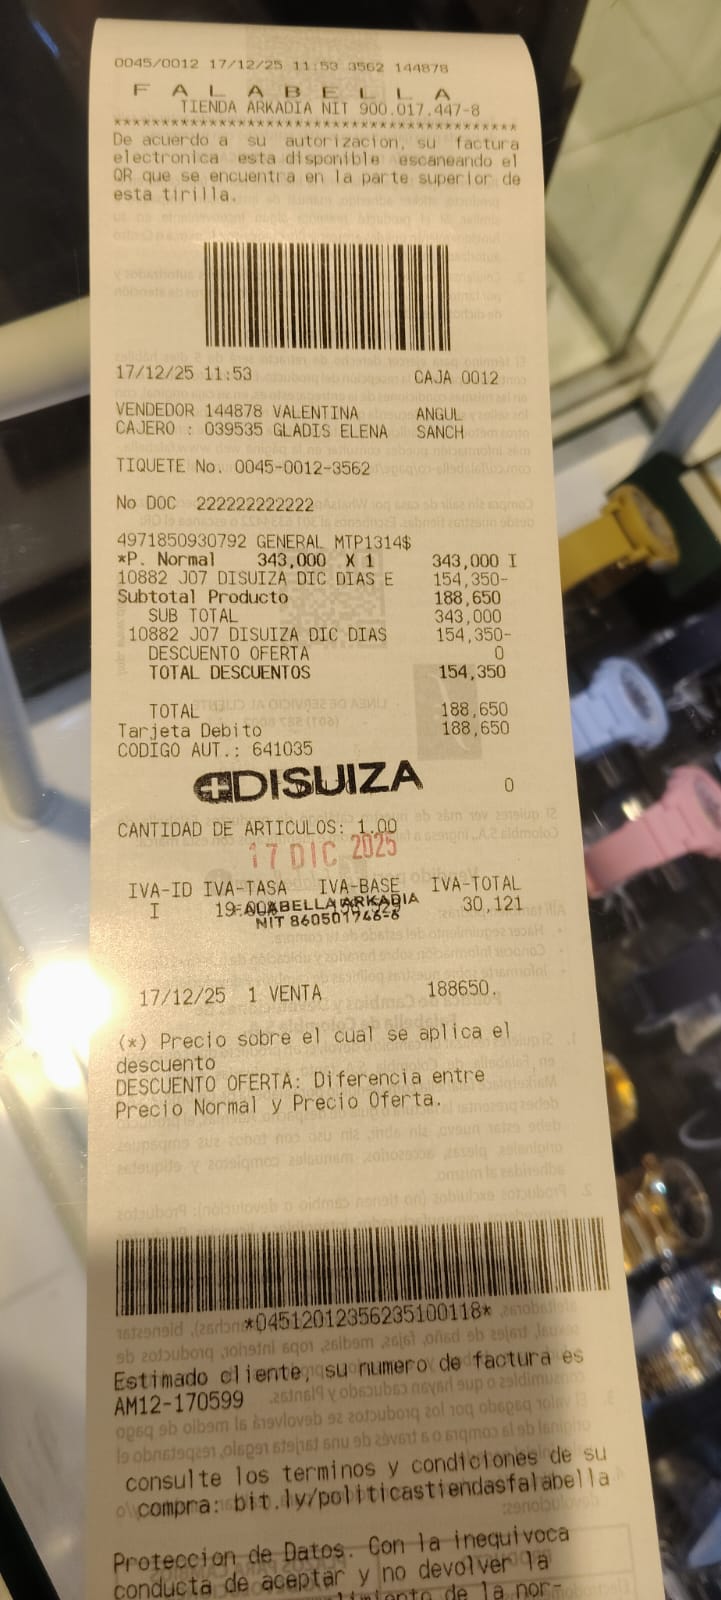 0045/0012 17/12/25 11:53 3562 144878
FALABELLA
TIENDA ARKADIA NIT 900.017.447-8
****************************************
De acuerdo a su autorizacion, su factura
electronica esta disponible escaneando el
QR que se encuentra en la parte superior de
esta tirilla.
17/12/25 11:53 CAJA 0012
VENDEDOR 144878 VALENTINA ANGUL
CAJERO : 039535 GLADIS ELENA SANCH
TIQUETE No. 0045-0012-3562
No DOC 222222222222
4971850930792 GENERAL MTP1314$
*P. Normal 343,000 X 1 343,000 I
10882 J07 DISUIZA DIC DIAS E 154,350-
Subtotal Producto 188,650
SUB TOTAL 343,000
10882 J07 DISUIZA DIC DIAS 154,350-
DESCUENTO OFERTA 0
TOTAL DESCUENTOS 154,350
TOTAL 188,650
Tarjeta Debito 188,650
CODIGO AUT.: 641035
DISUIZA 0
CANTIDAD DE ARTICULOS: 1.00
17 DIC 2025
IVA-ID IVA-TASA IVA-BASE IVA-TOTAL
I 30,121
FALABELLA ARKADIA
NIT 860501746-6
17/12/25 1 VENTA 188650.
(*) Precio sobre el cual se aplica el
descuento
DESCUENTO OFERTA: Diferencia entre
Precio Normal y Precio Oferta.
*04512012356235100118*
Estimado cliente, su numero de factura es
AM12-170599
consulte los terminos y condiciones de su
compra: bit.ly/politicastiendasfalabella
Proteccion de Datos. Con la inequivoca
conducta de aceptar y no devolver la
de la nor-